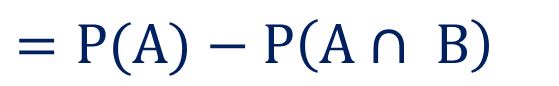 = P(A) − P(A ∩ B)